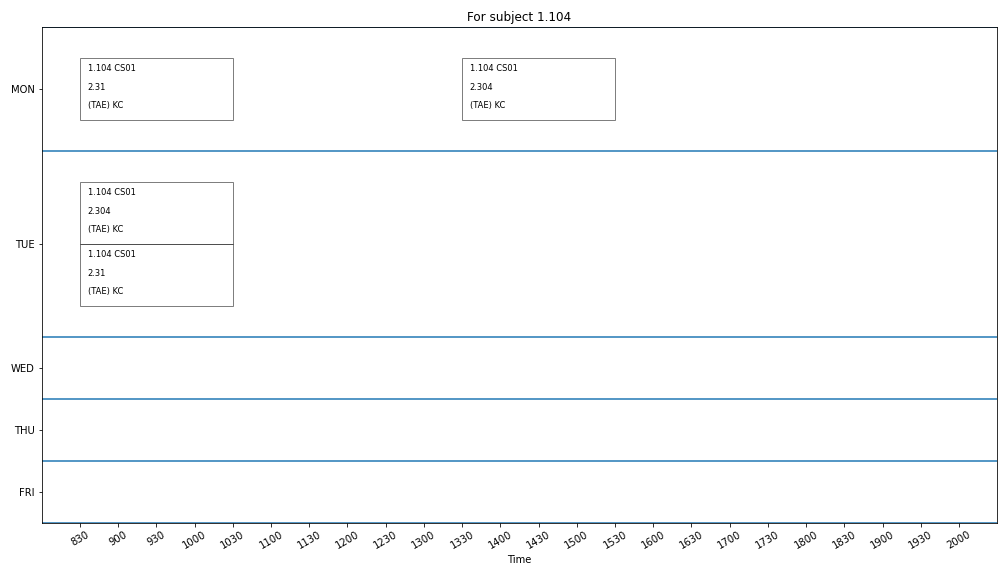 For subject 1.104
MON
1.104 CS01
2.31
(TAE) KC
1.104 CS01
2.304
(TAE) KC
TUE
1.104 CS01
2.304
(TAE) KC
1.104 CS01
2.31
(TAE) KC
WED
THU
FRI
830 900 930 1000 1030 1100 1130 1200 1230 1300 1330 1400 1430 1500 1530 1600 1630 1700 1730 1800 1830 1900 1930 2000
Time